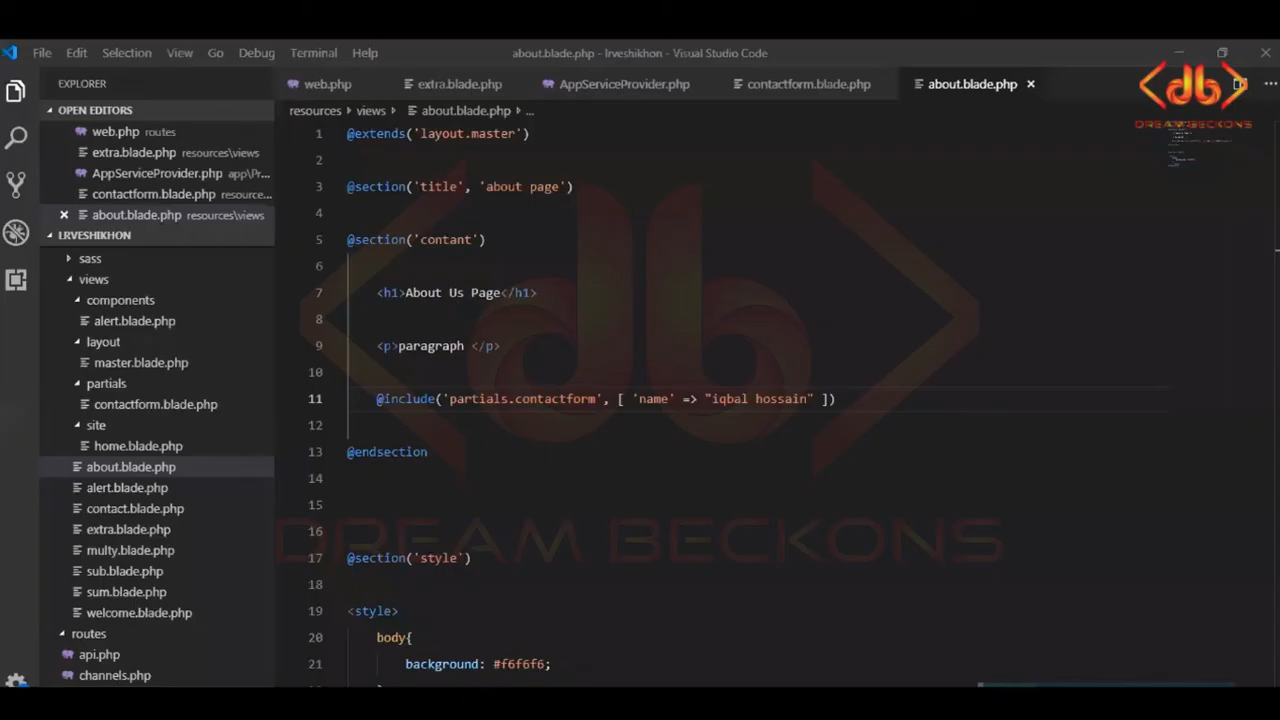 File Edit Selection View Go Debug Terminal Help about.blade.php - lrveshikhon - Visual Studio Code
EXPLORER
OPEN EDITORS
web.php routes
extra.blade.php resources\views
AppServiceProvider.php app\Pr...
contactform.blade.php resource...
about.blade.php resources\views
LRVESHIKHON
sass
views
components
alert.blade.php
layout
master.blade.php
partials
contactform.blade.php
site
home.blade.php
about.blade.php
alert.blade.php
contact.blade.php
extra.blade.php
multy.blade.php
sub.blade.php
sum.blade.php
welcome.blade.php
routes
api.php
channels.php
web.php extra.blade.php AppServiceProvider.php contactform.blade.php about.blade.php
resources views about.blade.php ...
1 @extends('layout.master')
2
3 @section('title', 'about page')
4
5 @section('contant')
6
7 <h1>About Us Page</h1>
8
9 <p>paragraph </p>
10
11 @include('partials.contactform', [ 'name' => "iqbal hossain" ])
12
13 @endsection
14
15
16
17 @section('style')
18
19 <style>
20 body{
21 background: #f6f6f6;
db
DREAM BECKONS
DREAM BECKONS